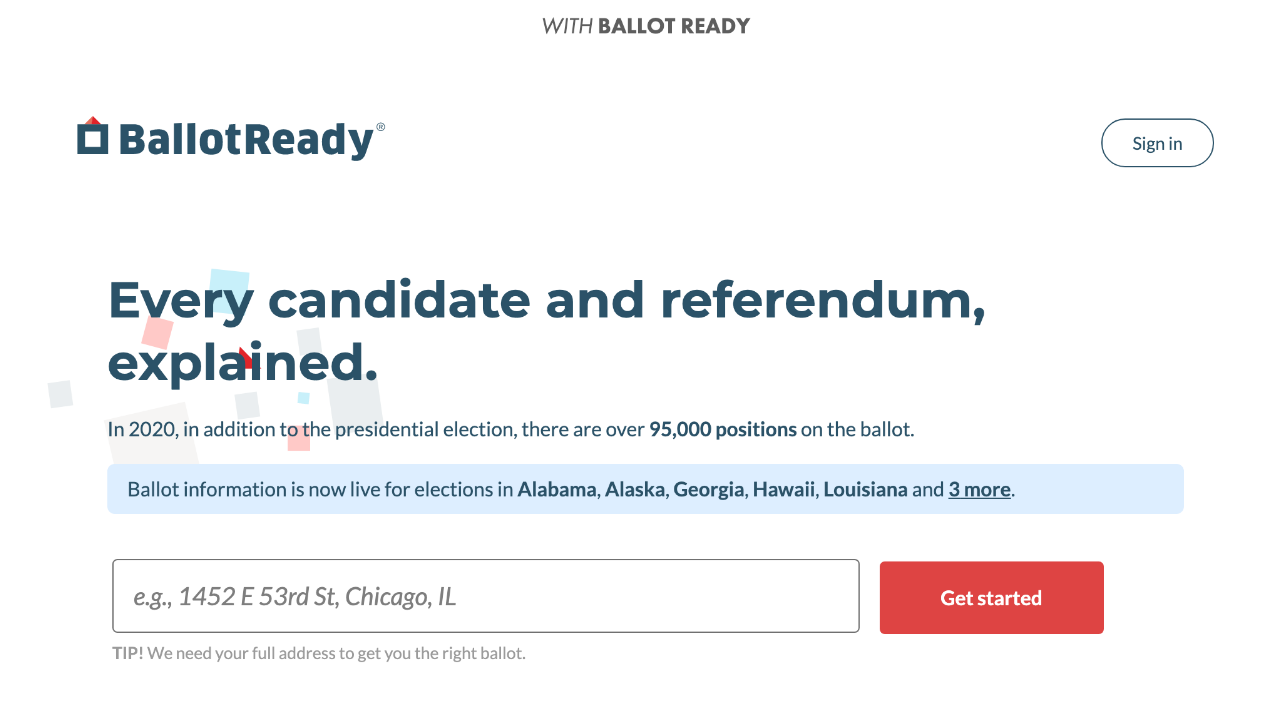 WITH BALLOT READY
BallotReady®
Sign in
Every candidate and referendum,
explained.
In 2020, in addition to the presidential election, there are over 95,000 positions on the ballot.
Ballot information is now live for elections in Alabama, Alaska, Georgia, Hawaii, Louisiana and 3 more.
e.g., 1452 E 53rd St, Chicago, IL
Get started
TIP! We need your full address to get you the right ballot.